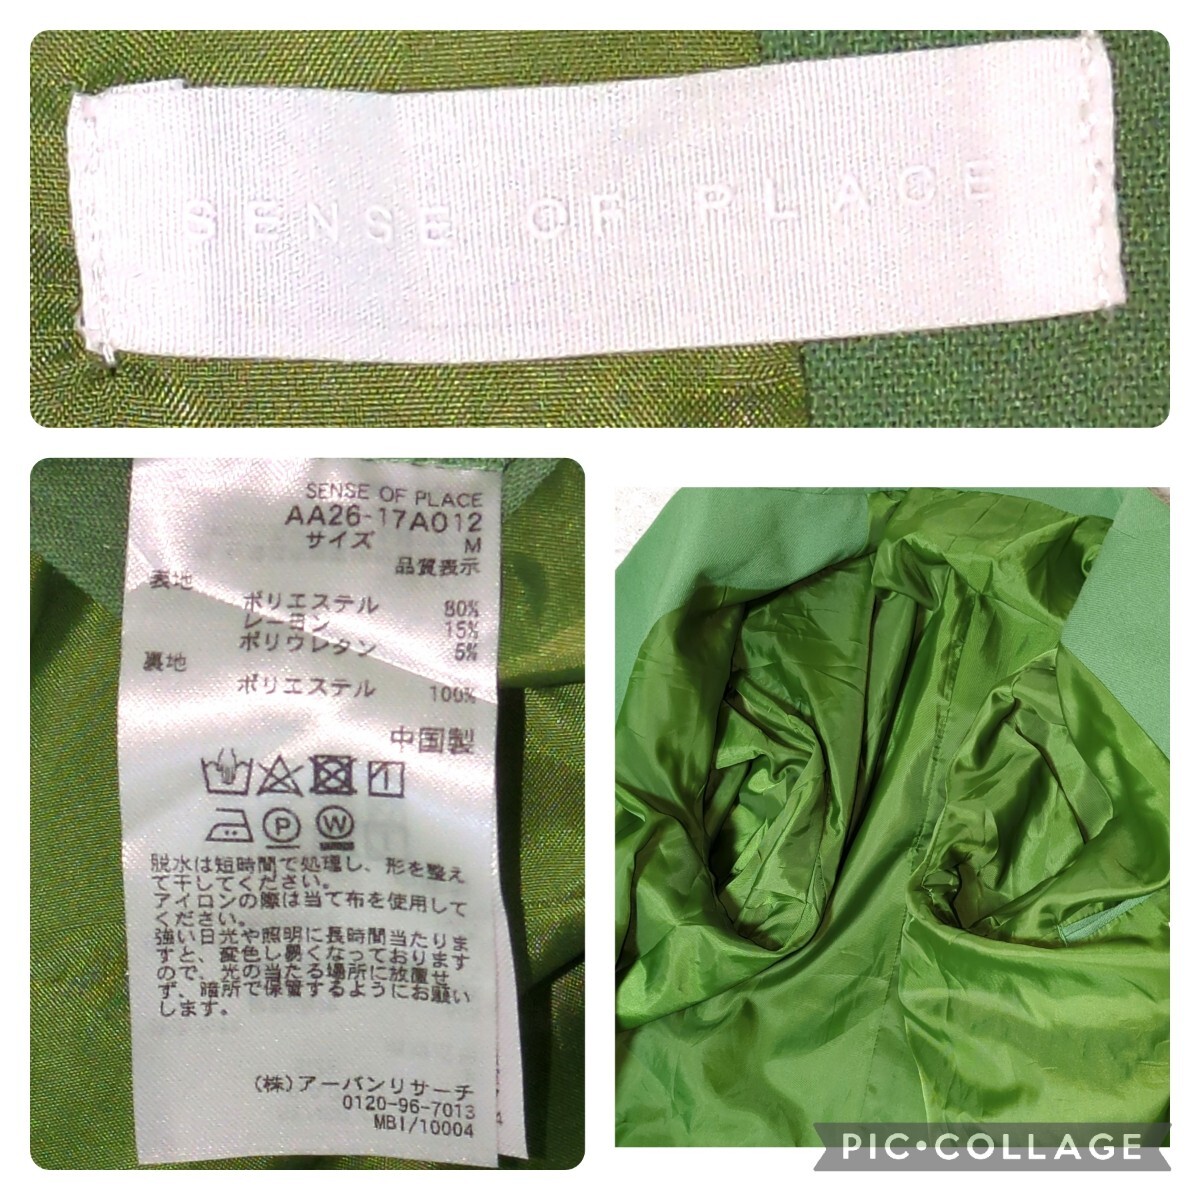 SENSE OF PLACE
SENSE OF PLACE
AA26-17A012
サイズ M
品質表示
表地
ポリエステル 80%
レーヨン 15%
ポリウレタン 5%
裏地
ポリエステル 100%
中国製
P W
脱水は短時間で処理し、形を整え
て干してください。
アイロンの際は当て布を使用して
ください。
強い日光や照明に長時間当たりま
すと、変色し易くなっております
ので、光の当たる場所に放置せ
ず、暗所で保管するようにお願い
します。
(株)アーバンリサーチ
0120-96-7013
MBI/10004
PIC•COLLAGE